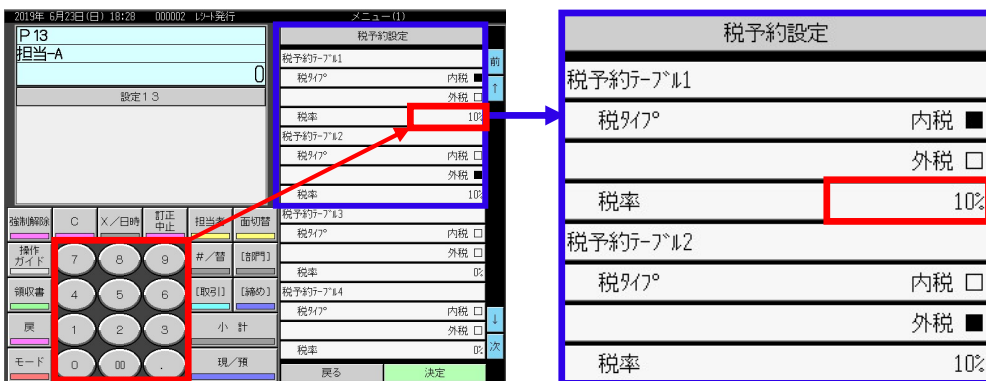 2019年 6月23日(日) 18:28 000002 レシート発行 メニュー(1)
P13
担当-A
0
設定13
税予約設定
税予約テーブル1
税タイプ 内税 ■
外税 □
税率 10%
税予約テーブル2
税タイプ 内税 □
外税 ■
税率 10%
税予約テーブル3
税タイプ 内税 □
外税 □
税率 0%
税予約テーブル4
税タイプ 内税 □
外税 □
税率 0%
前
↑
↓
次
戻る 決定
強制解除 C X/日時 訂正中止 担当者 面切替
操作ガイド 7 8 9 #/替 [部門]
領収書 4 5 6 [取引] [締め]
戻 1 2 3 小 計
モード 0 00 . 現/預
税予約設定
税予約テーブル1
税タイプ 内税 ■
外税 □
税率 10%
税予約テーブル2
税タイプ 内税 □
外税 ■
税率 10%